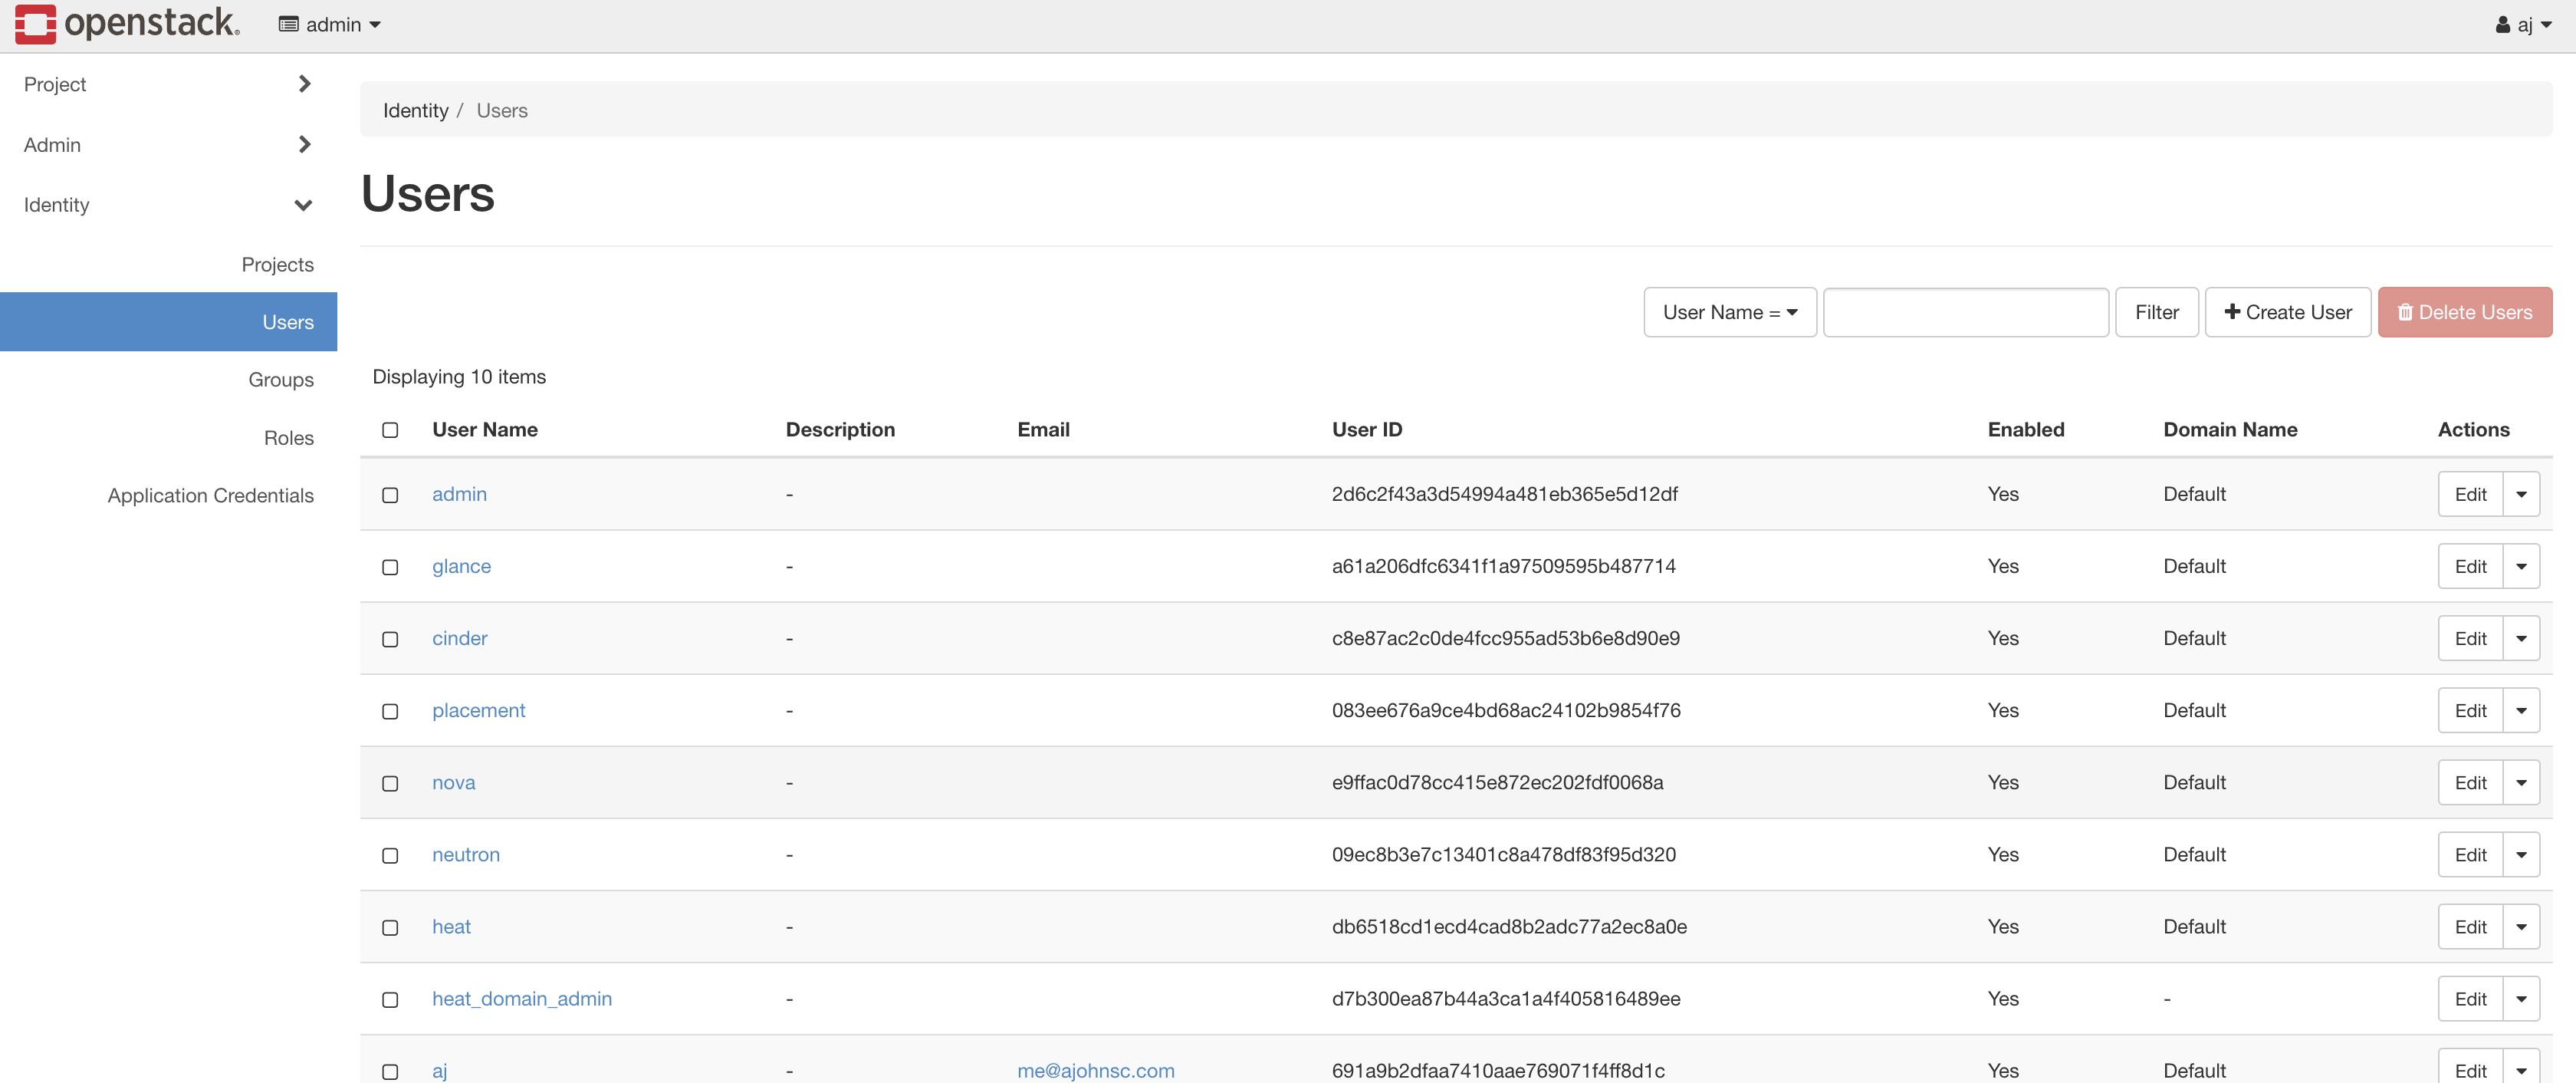 openstack. admin aj
Project
Admin
Identity
Projects
Users
Groups
Roles
Application Credentials
Identity / Users
Users
User Name = Filter Create User Delete Users
Displaying 10 items
User Name Description Email User ID Enabled Domain Name Actions
admin - 2d6c2f43a3d54994a481eb365e5d12df Yes Default Edit
glance - a61a206dfc6341f1a97509595b487714 Yes Default Edit
cinder - c8e87ac2c0de4fcc955ad53b6e8d90e9 Yes Default Edit
placement - 083ee676a9ce4bd68ac24102b9854f76 Yes Default Edit
nova - e9ffac0d78cc415e872ec202fdf0068a Yes Default Edit
neutron - 09ec8b3e7c13401c8a478df83f95d320 Yes Default Edit
heat - db6518cd1ecd4cad8b2adc77a2ec8a0e Yes Default Edit
heat_domain_admin - d7b300ea87b44a3ca1a4f405816489ee Yes - Edit
aj - me@ajohnsc.com 691a9b2dfaa7410aae769071f4ff8d1c Yes Default Edit